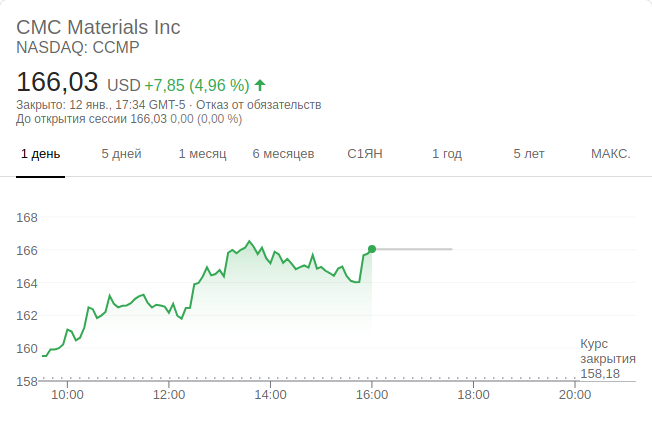 CMC Materials Inc
NASDAQ: CCMP
166,03 USD +7,85 (4,96 %)
Закрыто: 12 янв., 17:34 GMT-5 · Отказ от обязательств
До открытия сессии 166,03 0,00 (0,00 %)
1 день 5 дней 1 месяц 6 месяцев С1ЯН 1 год 5 лет МАКС.
168
166
164
162
160
Курс
закрытия
158,18
158
10:00 12:00 14:00 16:00 18:00 20:00